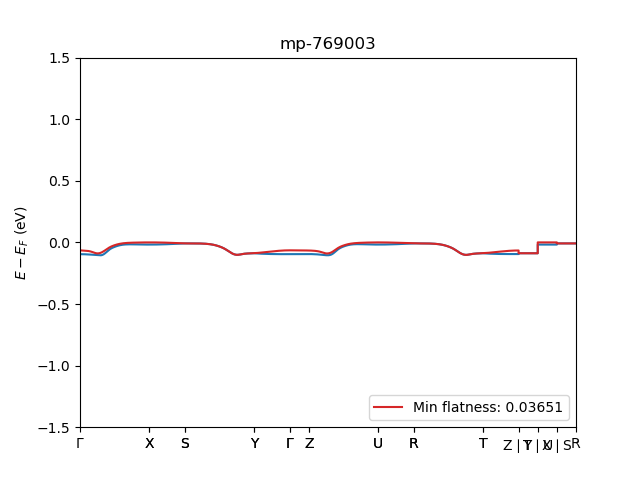 mp-769003
1.5
1.0
0.5
0.0
−0.5
−1.0
−1.5
E − E_F (eV)
Min flatness: 0.03651
Γ X S Y Γ Z U R T Z|T Y|X U|S R